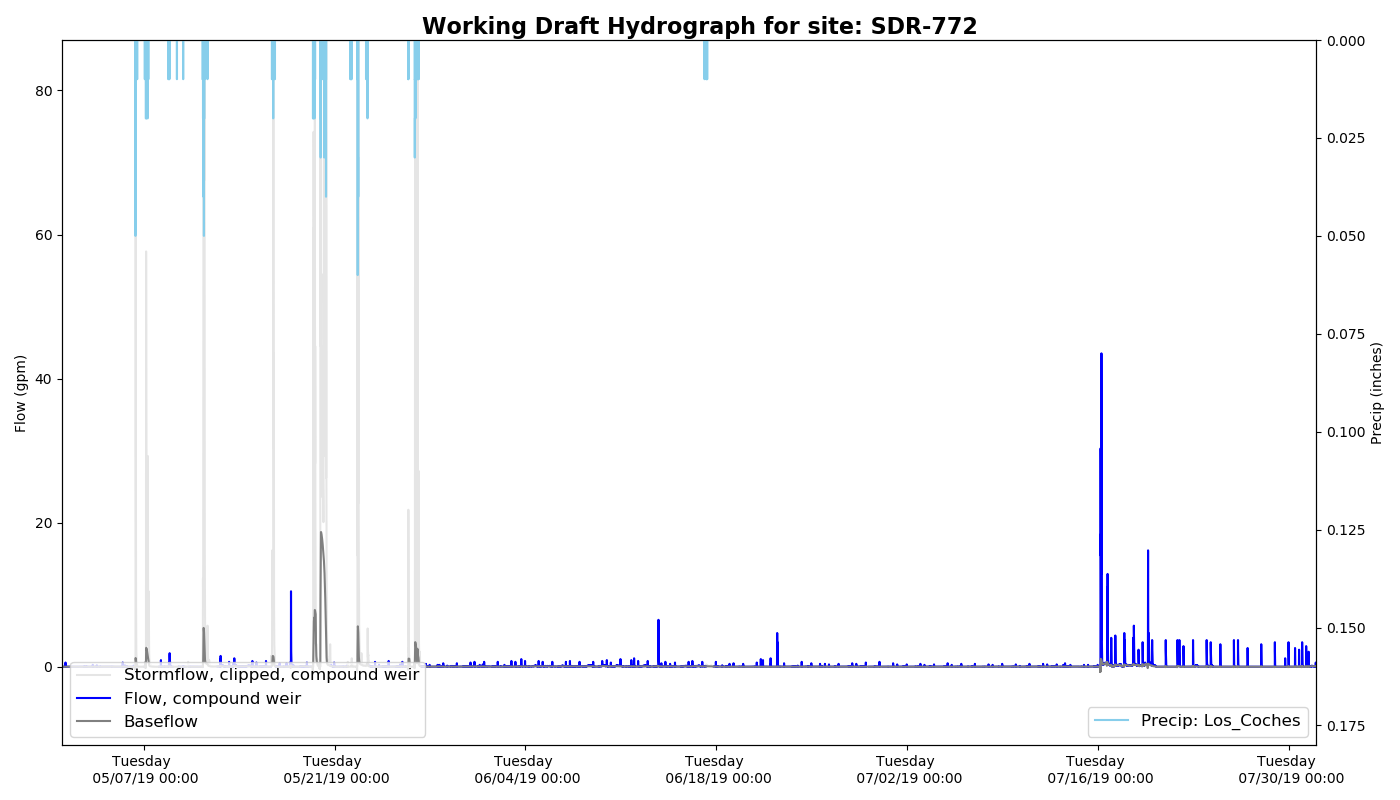 Working Draft Hydrograph for site: SDR-772
Flow (gpm)
80
60
40
20
0
0.000
0.025
0.050
0.075
0.100
0.125
0.150
0.175
Precip (inches)
Stormflow, clipped, compound weir
Flow, compound weir
Baseflow
Precip: Los_Coches
Tuesday
05/07/19 00:00
Tuesday
05/21/19 00:00
Tuesday
06/04/19 00:00
Tuesday
06/18/19 00:00
Tuesday
07/02/19 00:00
Tuesday
07/16/19 00:00
Tuesday
07/30/19 00:00